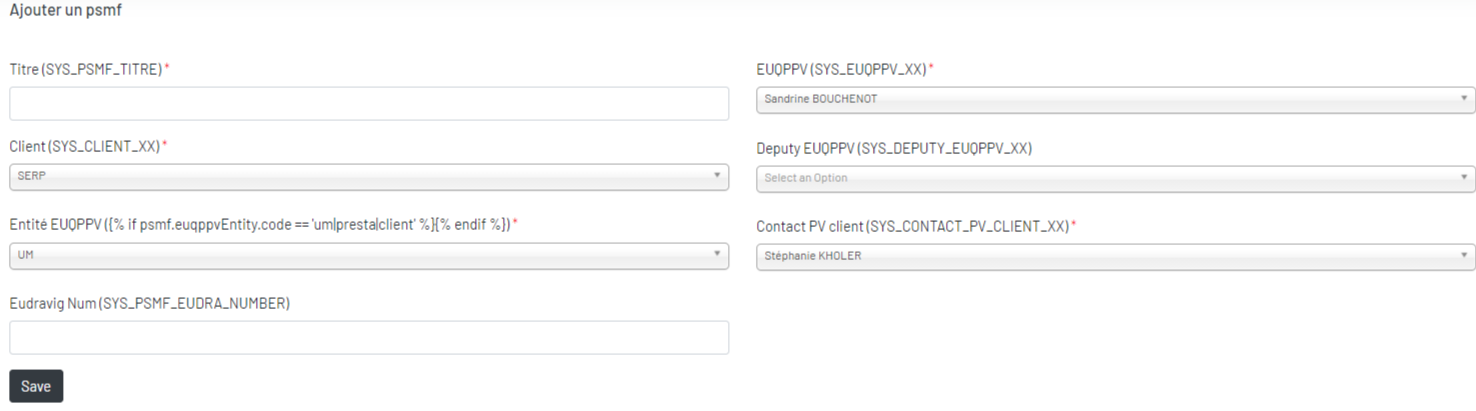 Ajouter un psmf
Titre (SYS_PSMF_TITRE) *
EUQPPV (SYS_EUQPPV_XX) *
Sandrine BOUCHENOT
Client (SYS_CLIENT_XX) *
SERP
Deputy EUQPPV (SYS_DEPUTY_EUQPPV_XX)
Select an Option
Entité EUQPPV ({% if psmf.euqppvEntity.code == 'um|presta|client' %}{% endif %}) *
UM
Contact PV client (SYS_CONTACT_PV_CLIENT_XX) *
Stéphanie KHOLER
Eudravig Num (SYS_PSMF_EUDRA_NUMBER)
Save